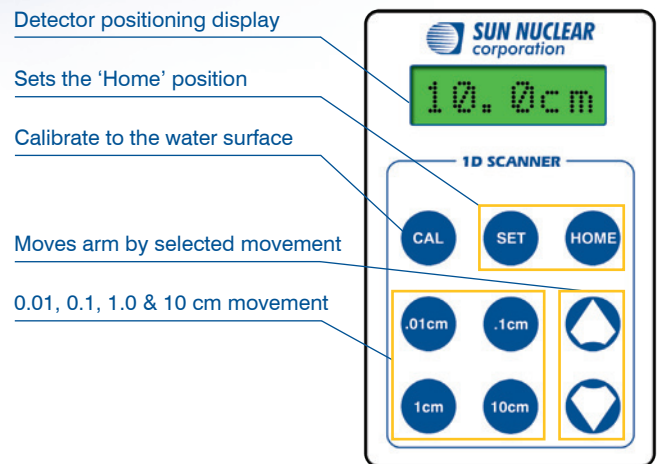 Detector positioning display
Sets the ‘Home’ position
Calibrate to the water surface
Moves arm by selected movement
0.01, 0.1, 1.0 & 10 cm movement
SUN NUCLEAR
corporation
10.0cm
1D SCANNER
CAL SET HOME
.01cm .1cm
1cm 10cm